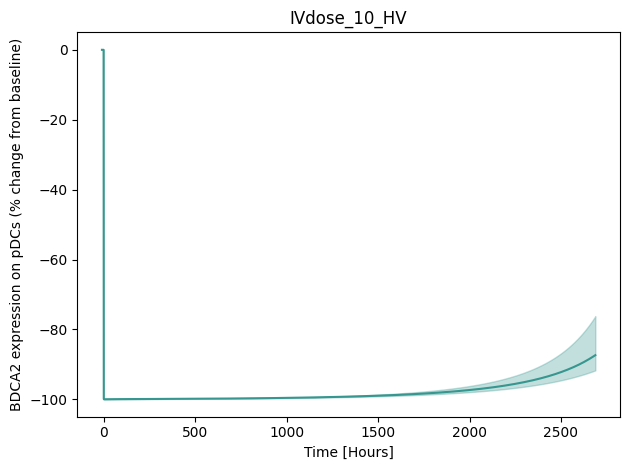 IVdose_10_HV
BDCA2 expression on pDCs (% change from baseline)
0
−20
−40
−60
−80
−100
0 500 1000 1500 2000 2500
Time [Hours]